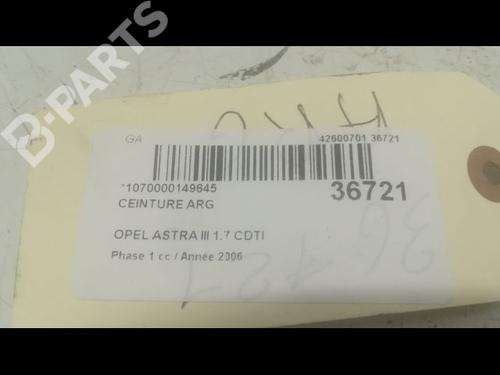 B-PARTS
GA
42600701 36721
*1070000149645
36721
CEINTURE ARG
OPEL ASTRA III 1.7 CDTI
Phase 1 cc / Année 2006
36721